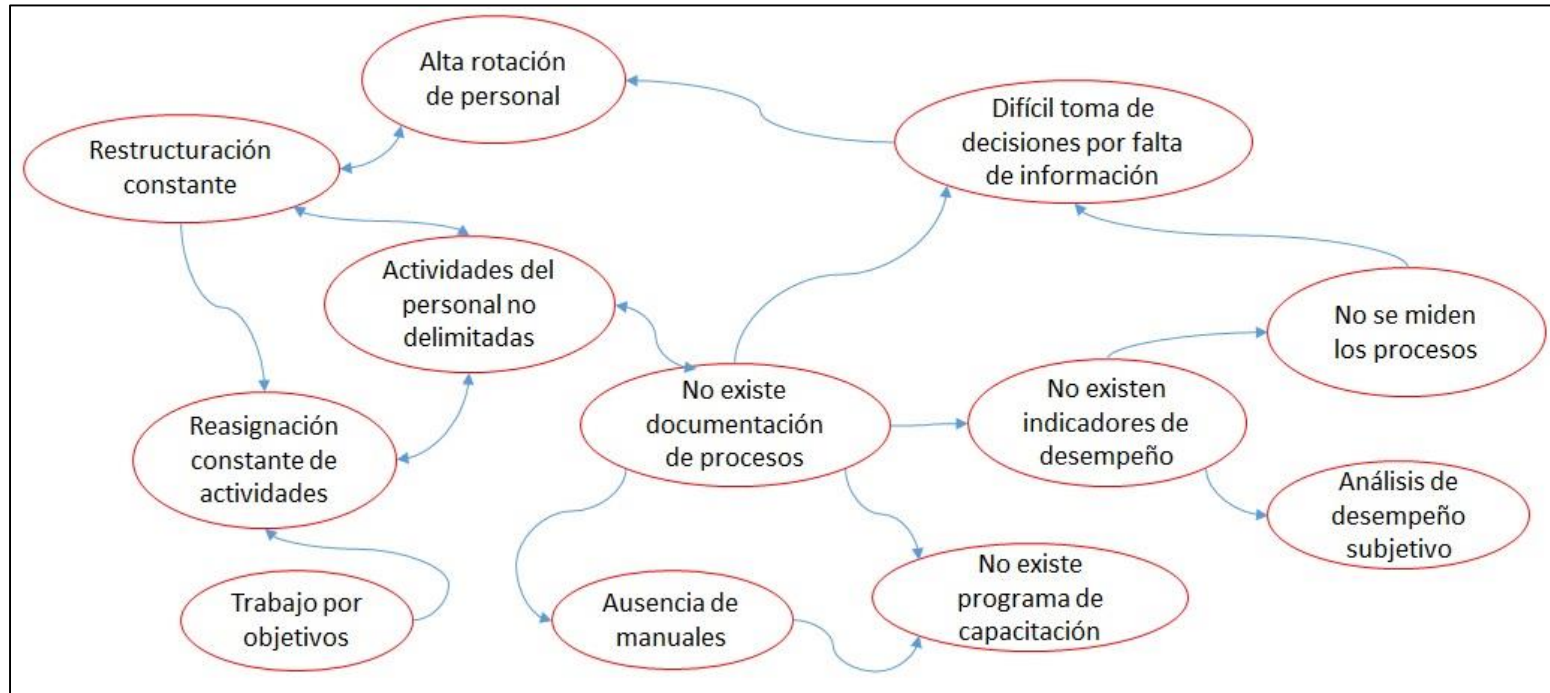 Alta rotación
de personal
Restructuración
constante
Difícil toma de
decisiones por falta
de información
Actividades del
personal no
delimitadas
No se miden
los procesos
No existe
documentación
de procesos
No existen
indicadores de
desempeño
Reasignación
constante de
actividades
Análisis de
desempeño
subjetivo
Trabajo por
objetivos
Ausencia de
manuales
No existe
programa de
capacitación